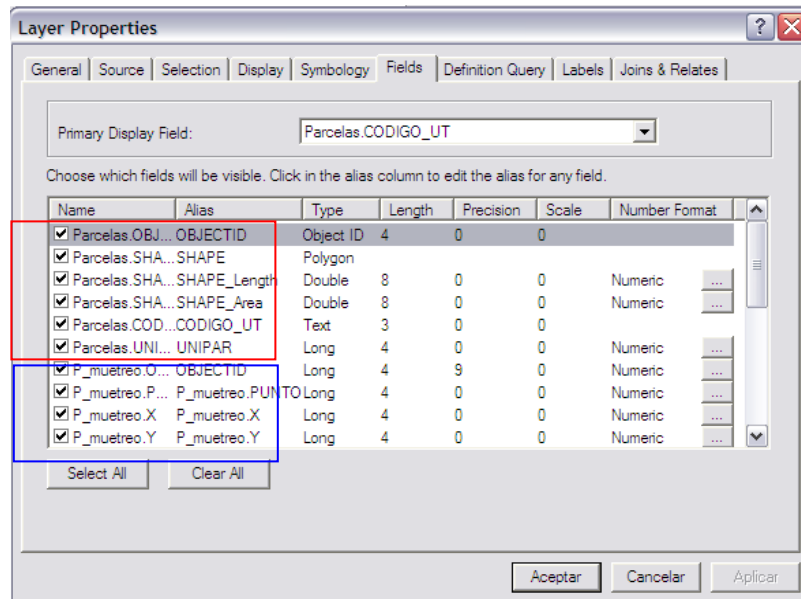 Layer Properties
General Source Selection Display Symbology Fields Definition Query Labels Joins & Relates
Primary Display Field: Parcelas.CODIGO_UT
Choose which fields will be visible. Click in the alias column to edit the alias for any field.
Name Alias Type Length Precision Scale Number Format
Parcelas.OBJ... OBJECTID Object ID 4 0 0
Parcelas.SHA... SHAPE Polygon
Parcelas.SHA... SHAPE_Length Double 8 0 0 Numeric ...
Parcelas.SHA... SHAPE_Area Double 8 0 0 Numeric ...
Parcelas.COD... CODIGO_UT Text 3 0 0
Parcelas.UNI... UNIPAR Long 4 0 0 Numeric ...
P_muetreo.O... OBJECTID Long 4 9 0 Numeric ...
P_muetreo.P... P_muetreo.PUNTO Long 4 0 0 Numeric ...
P_muetreo.X P_muetreo.X Long 4 0 0 Numeric ...
P_muetreo.Y P_muetreo.Y Long 4 0 0 Numeric ...
Select All Clear All
Aceptar Cancelar Aplicar